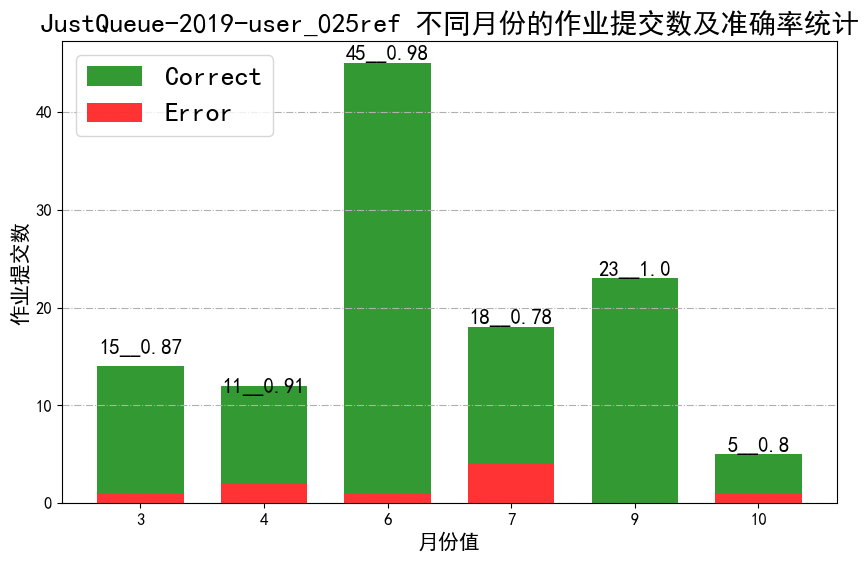 JustQueue-2019-user_025ref 不同月份的作业提交数及准确率统计
45__0.98
Correct
Error
40
30
23__1.0
20
18__0.78
15__0.87
11__0.91
10
5__0.8
0
作业提交数
3 4 6 7 9 10
月份值